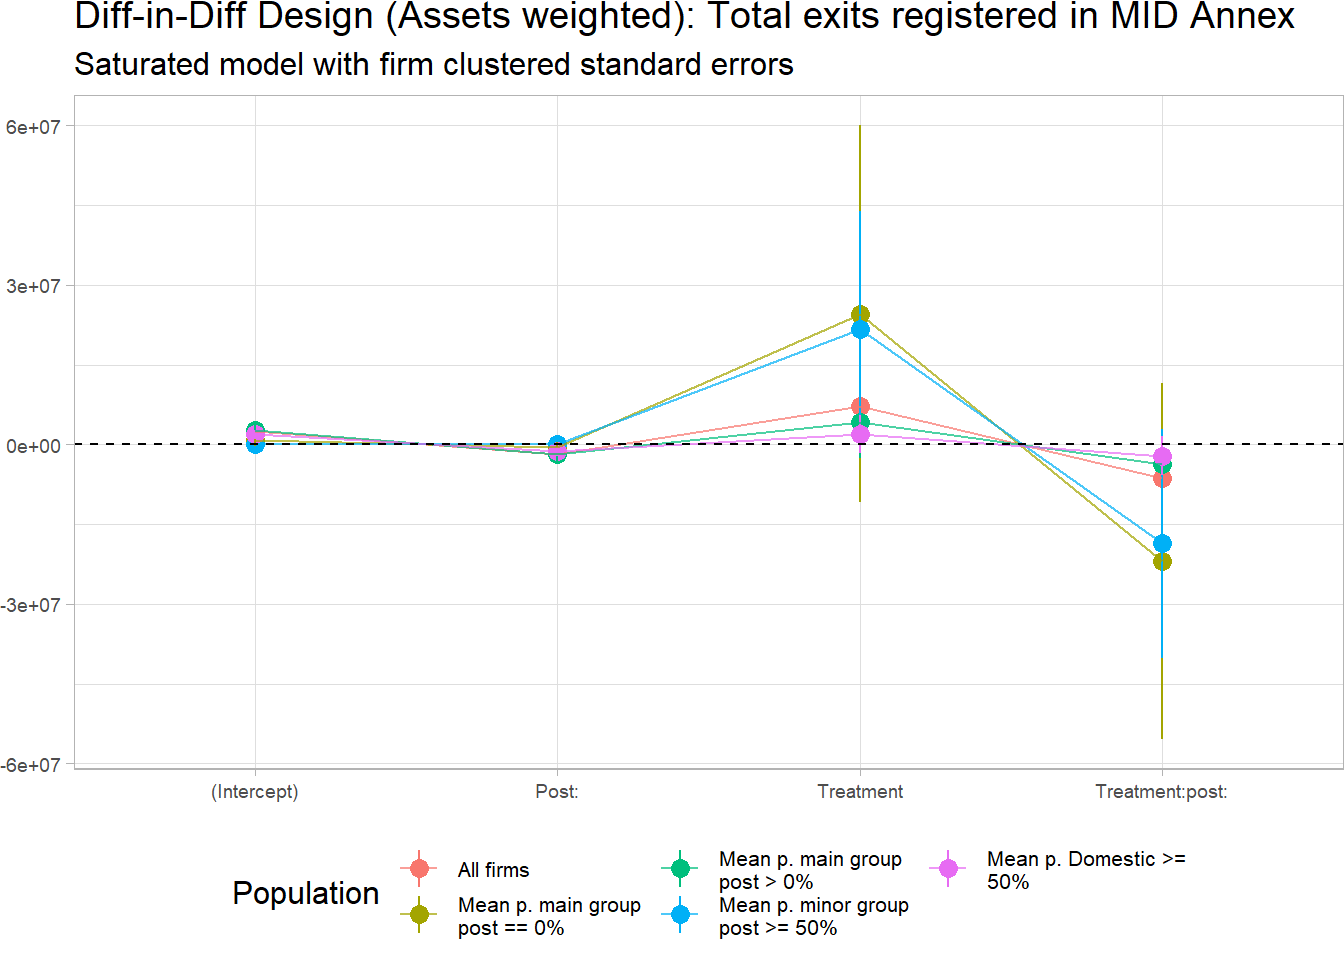 Diff-in-Diff Design (Assets weighted): Total exits registered in MID Annex
Saturated model with firm clustered standard errors
6e+07
3e+07
0e+00
-3e+07
-6e+07
(Intercept)
Post:
Treatment
Treatment:post:
Population
All firms
Mean p. main group
post == 0%
Mean p. main group
post > 0%
Mean p. minor group
post >= 50%
Mean p. Domestic >=
50%